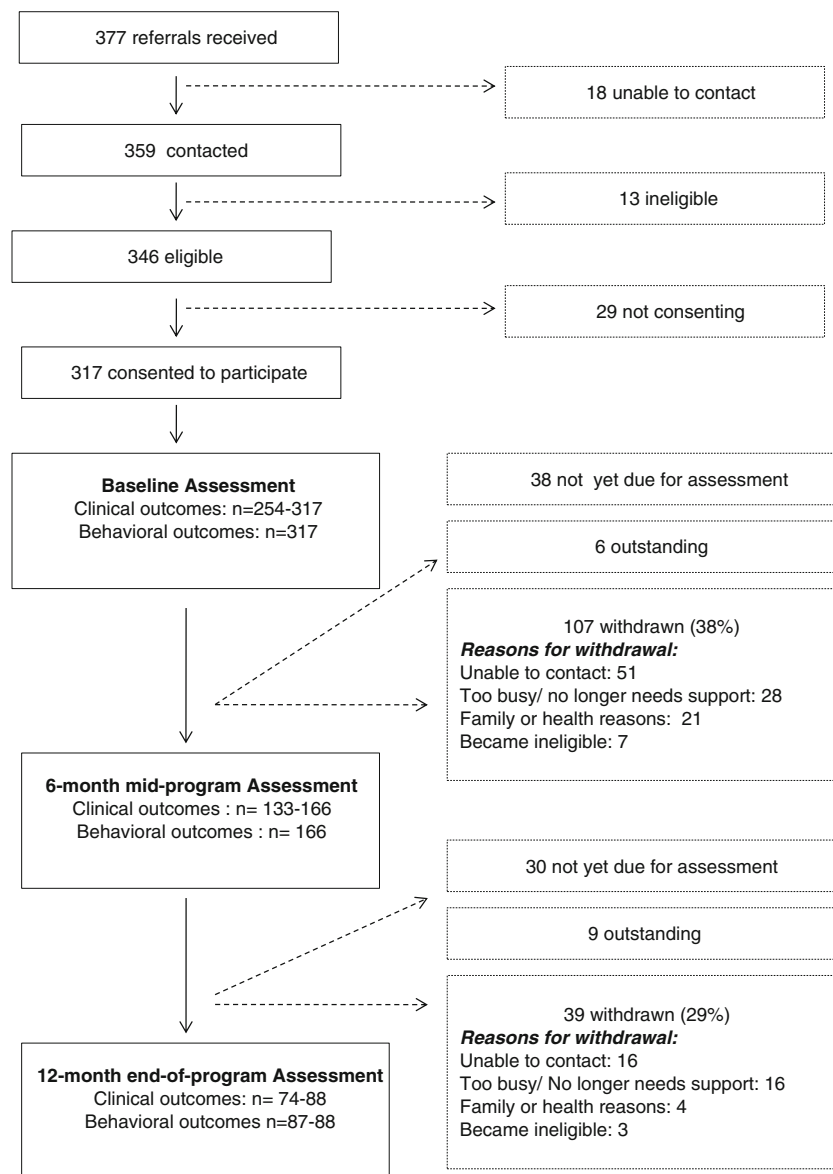 377 referrals received
18 unable to contact
359 contacted
13 ineligible
346 eligible
29 not consenting
317 consented to participate
Baseline Assessment
Clinical outcomes: n=254-317
Behavioral outcomes: n=317
38 not yet due for assessment
6 outstanding
107 withdrawn (38%)
Reasons for withdrawal:
Unable to contact: 51
Too busy/ no longer needs support: 28
Family or health reasons: 21
Became ineligible: 7
6-month mid-program Assessment
Clinical outcomes : n= 133-166
Behavioral outcomes : n= 166
30 not yet due for assessment
9 outstanding
39 withdrawn (29%)
Reasons for withdrawal:
Unable to contact: 16
Too busy/ No longer needs support: 16
Family or health reasons: 4
Became ineligible: 3
12-month end-of-program Assessment
Clinical outcomes: n= 74-88
Behavioral outcomes n=87-88